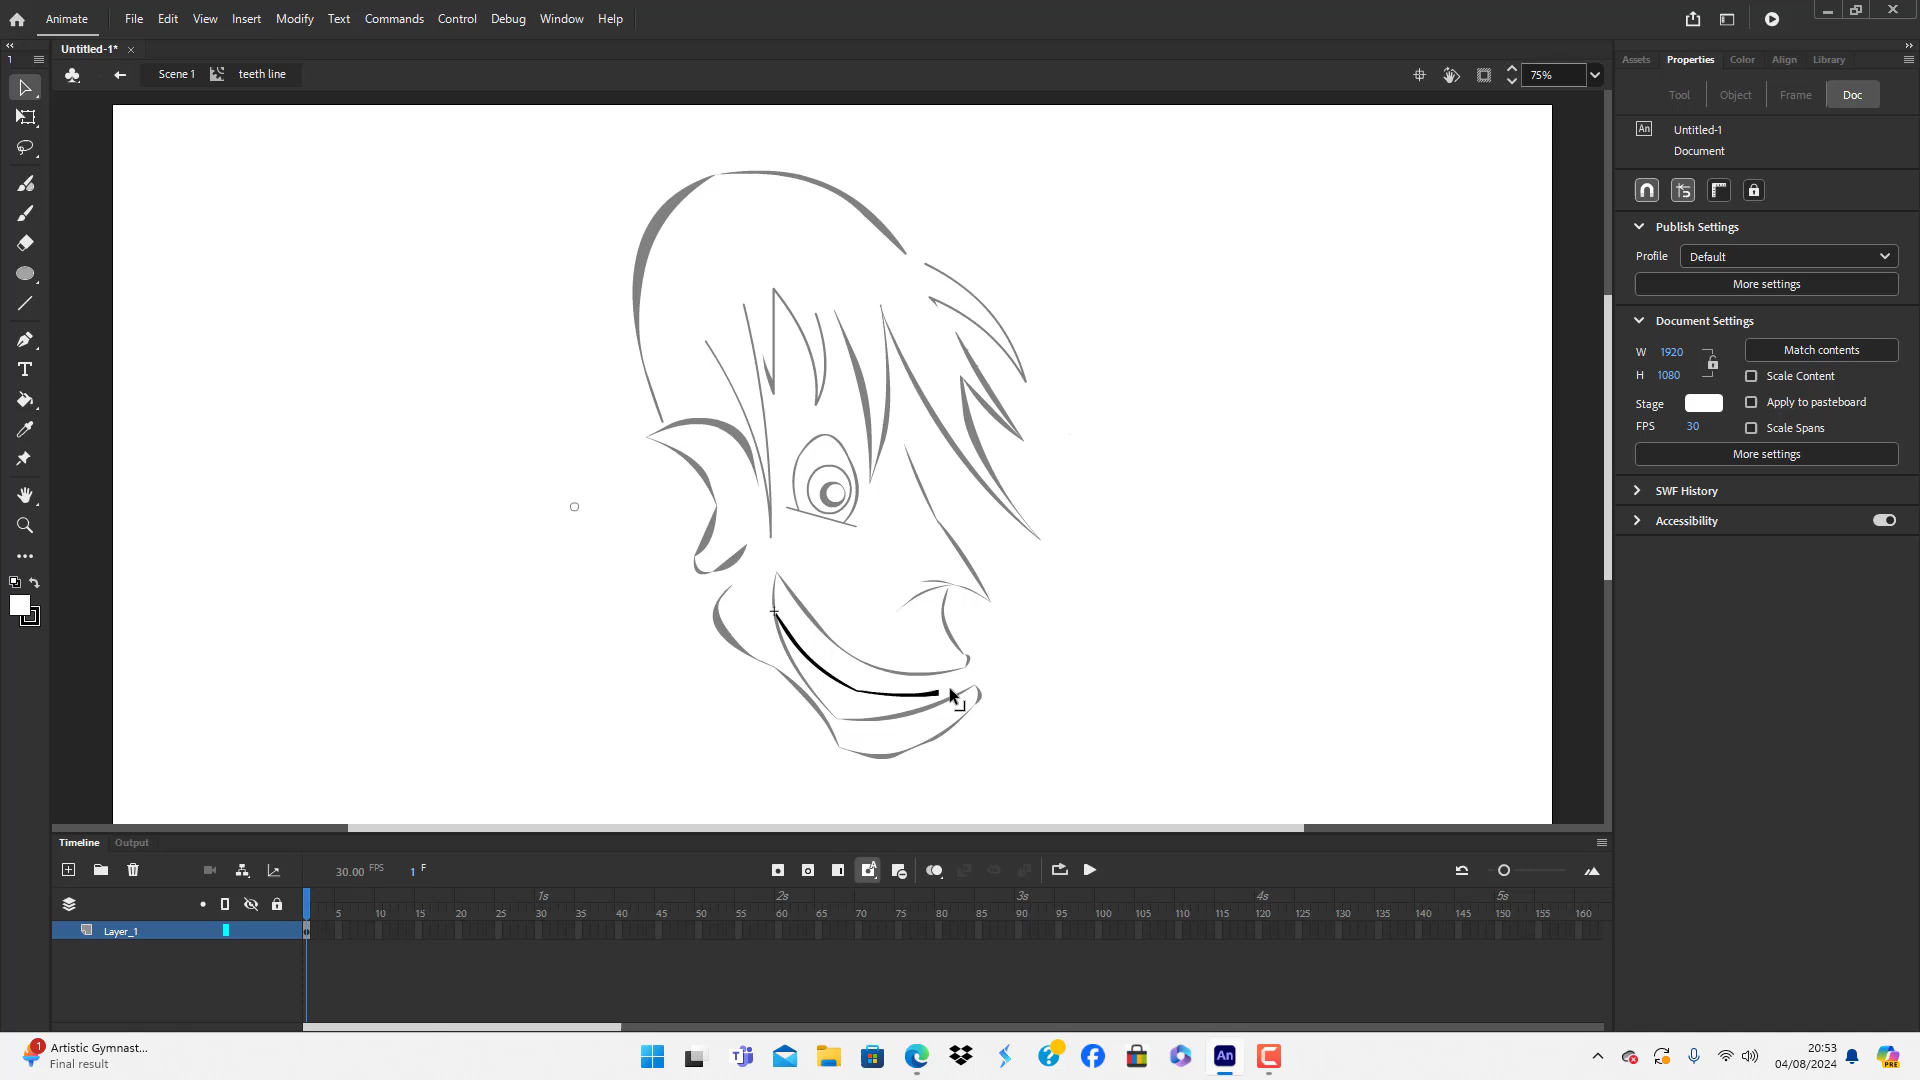 Animate File Edit View Insert Modify Text Commands Control Debug Window Help
Untitled-1*
Scene 1 teeth line 75%
1
Assets Properties Color Align Library
Tool Object Frame Doc
An Untitled-1
Document
Publish Settings
Profile Default
More settings
Document Settings
W 1920 Match contents
H 1080 Scale Content
Stage Apply to pasteboard
FPS 30 Scale Spans
More settings
SWF History
Accessibility
Timeline Output
30.00 FPS 1 F
1s 2s 3s 4s 5s
5 10 15 20 25 30 35 40 45 50 55 60 65 70 75 80 85 90 95 100 105 110 115 120 125 130 135 140 145 150 155 160
Layer_1
1 Artistic Gymnast...
Final result
An
20:53
04/08/2024
PRE